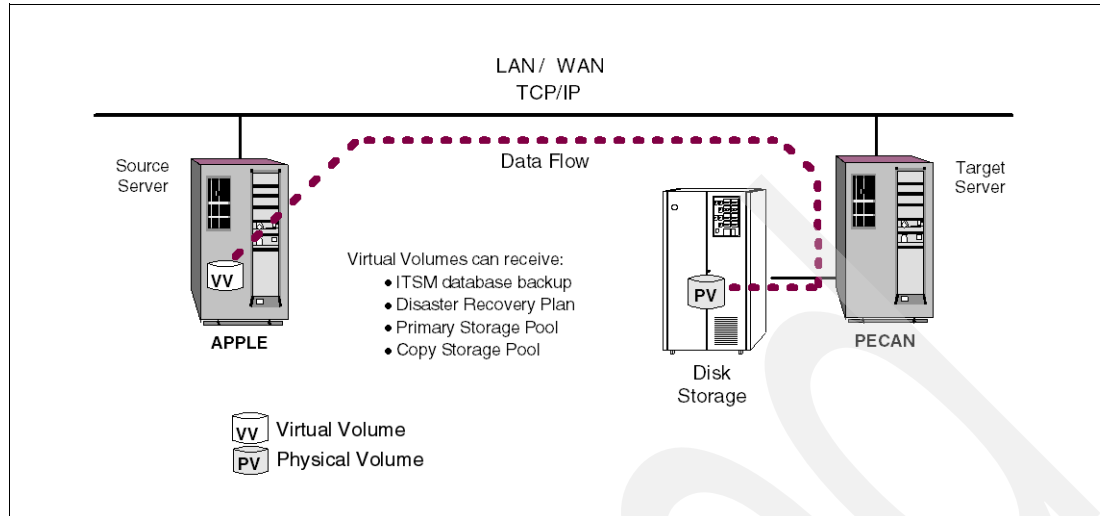 LAN / WAN
TCP/IP
Source
Server
Data Flow
Target
Server
VV
APPLE
Virtual Volumes can receive:
• ITSM database backup
• Disaster Recovery Plan
• Primary Storage Pool
• Copy Storage Pool
PV
Disk
Storage
PECAN
VV Virtual Volume
PV Physical Volume